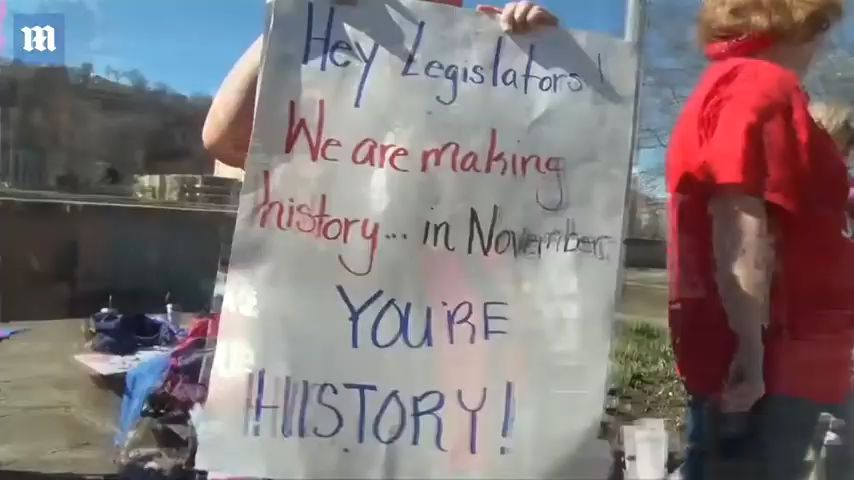 Hey Legislators!
We are making
history... in November.
YOU'RE
HISTORY!